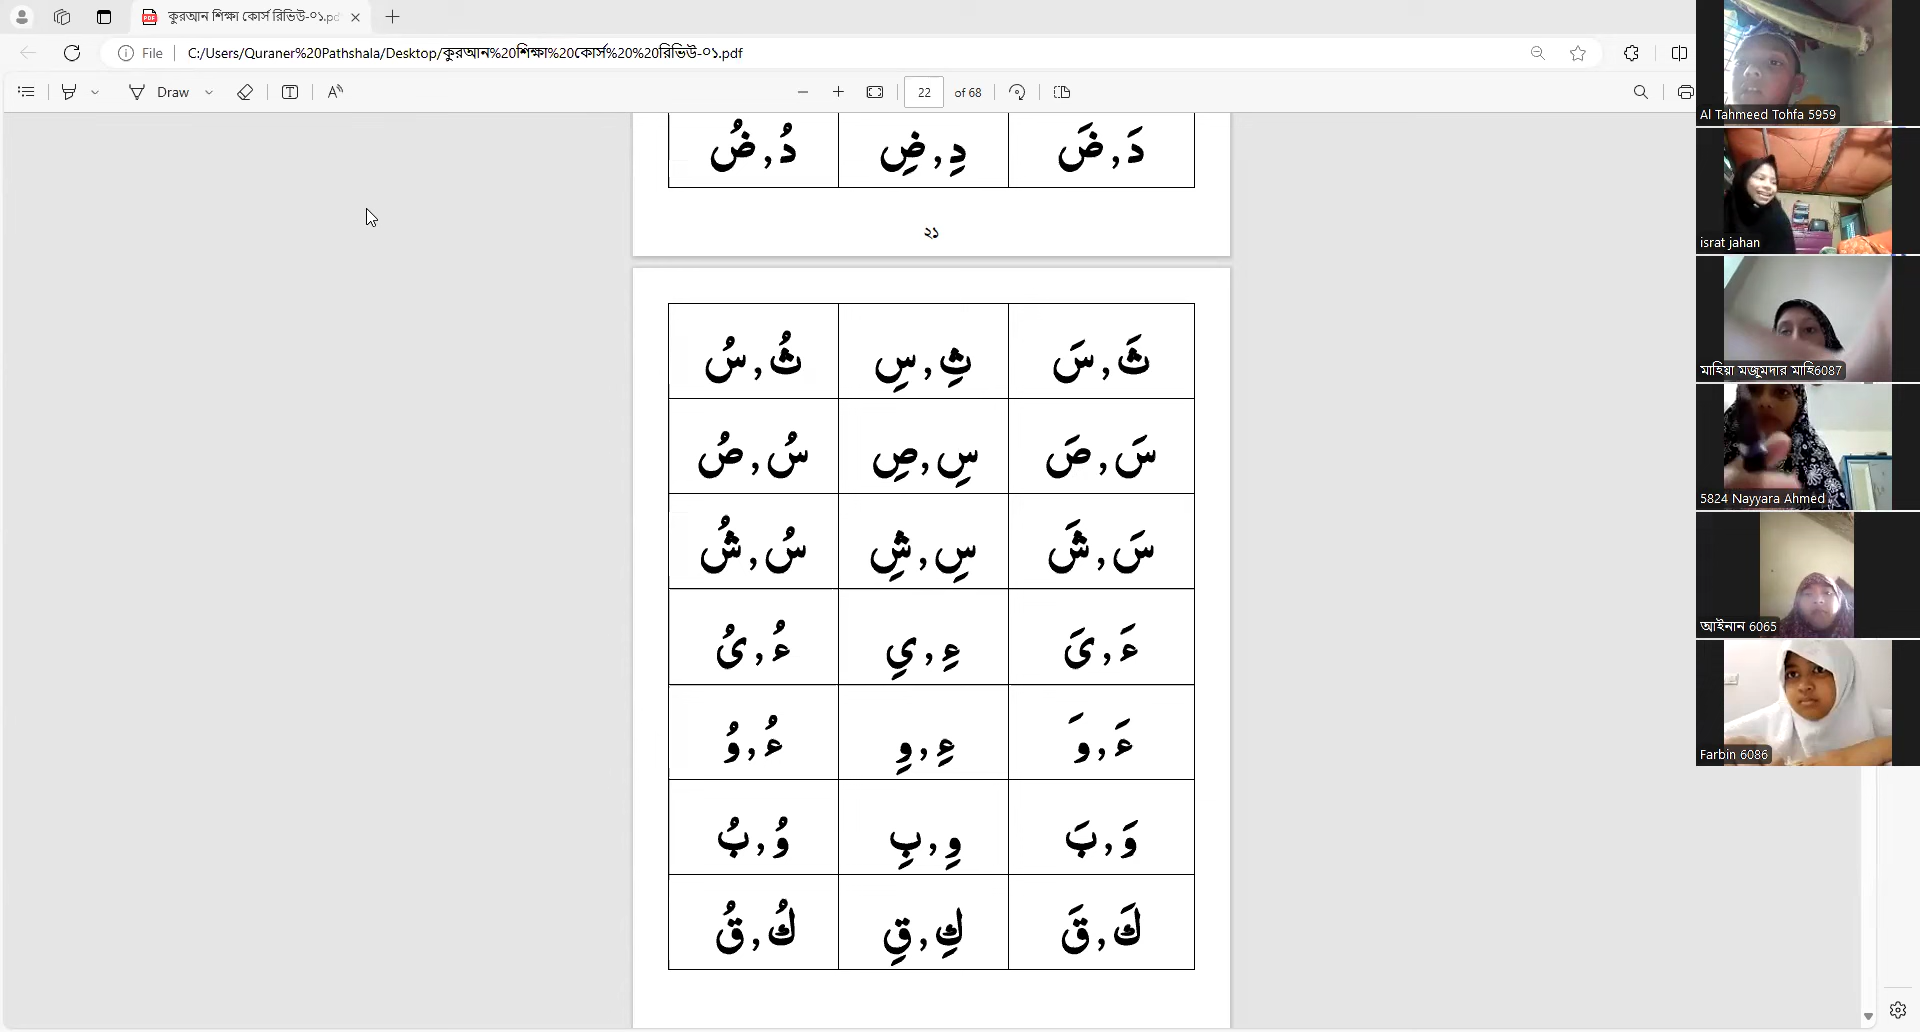 কুরআন শিক্ষা কোর্স রিভিউ-০১.pd
File
C:/Users/Quraner%20Pathshala/Desktop/কুরআন%20শিক্ষা%20কোর্স%20%20রিভিউ-০১.pdf
Draw
22 of 68
دَ , ضَ دِ , ضِ دُ , ضُ
২১
ثَ , سَ ثِ , سِ ثُ , سُ
سَ , صَ سِ , صِ سُ , صُ
سَ , شَ سِ , شِ سُ , شُ
ءَ , ىَ ءِ , ىِ ءُ , ىُ
ءَ , وَ ءِ , وِ ءُ , وُ
وَ , بَ وِ , بِ وُ , بُ
كَ , قَ كِ , قِ كُ , قُ
Al Tahmeed Tohfa 5959
israt jahan
মাহিয়া মজুমদার মাহি6087
5824 Nayyara Ahmed
আইনান 6065
Farbin 6086